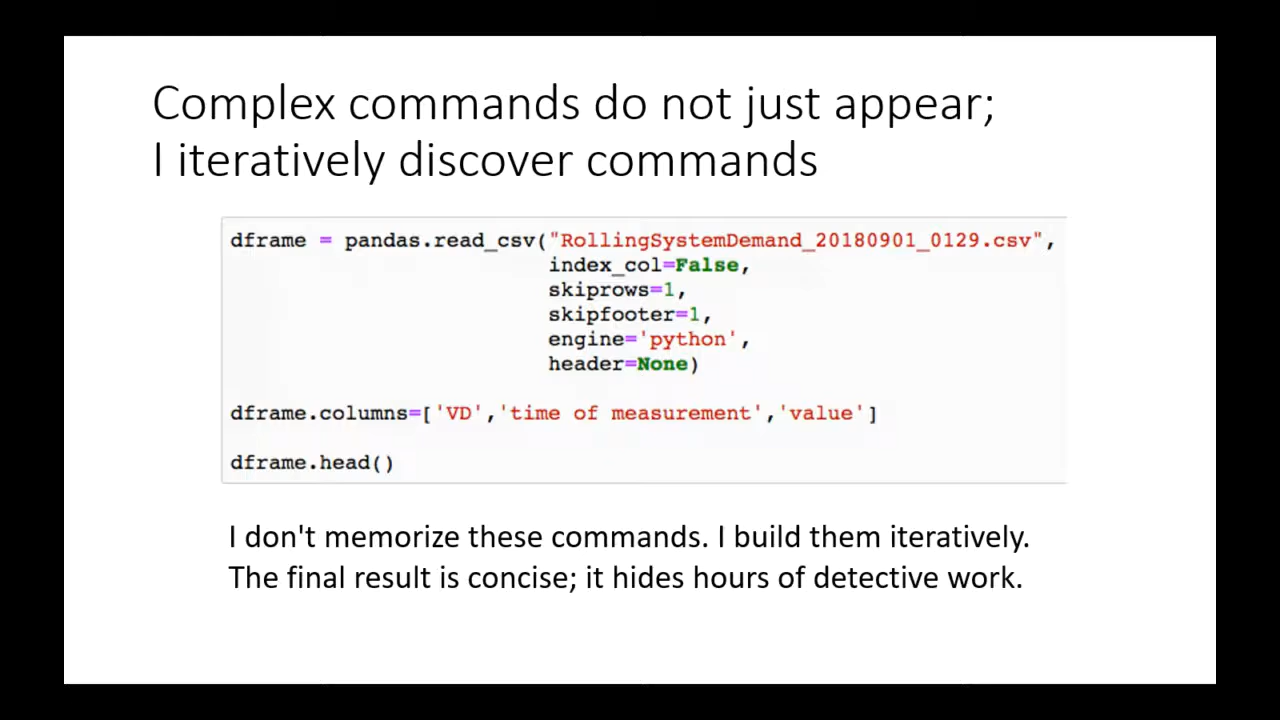 Complex commands do not just appear;
I iteratively discover commands
dframe = pandas.read_csv("RollingSystemDemand_20180901_0129.csv",
index_col=False,
skiprows=1,
skipfooter=1,
engine='python',
header=None)
dframe.columns=['VD','time of measurement','value']
dframe.head()
I don't memorize these commands. I build them iteratively.
The final result is concise; it hides hours of detective work.